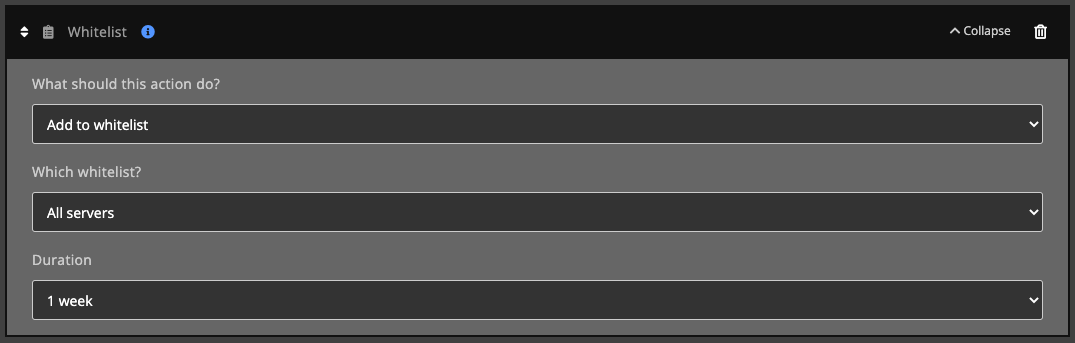 Whitelist
Collapse
What should this action do?
Add to whitelist
Which whitelist?
All servers
Duration
1 week